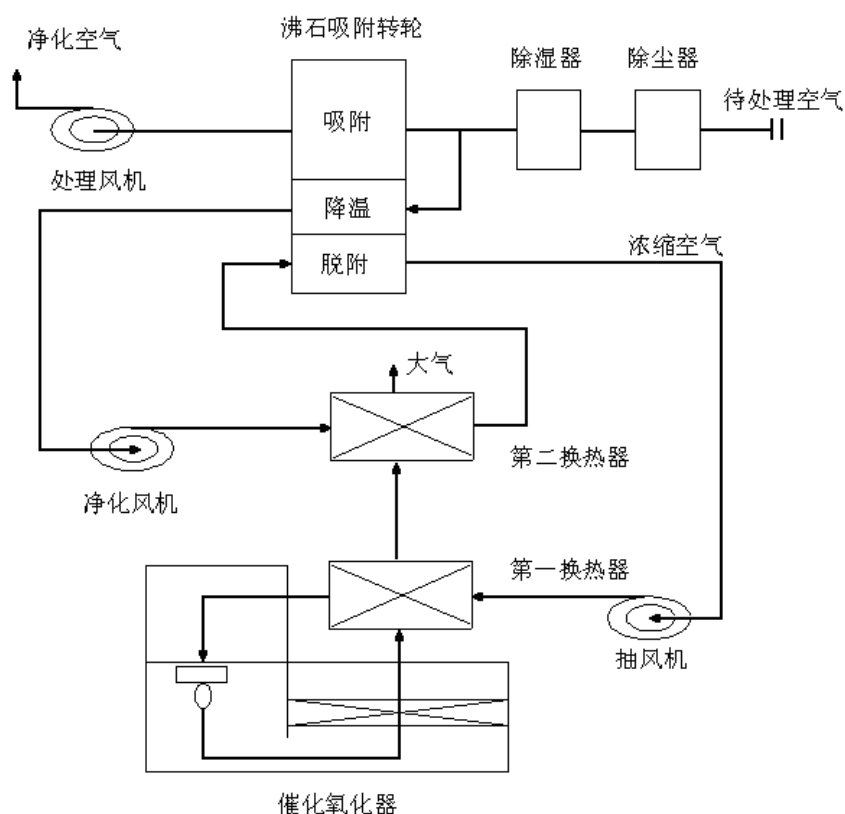 沸石吸附转轮
净化空气
除湿器
除尘器
待处理空气
吸附
处理风机
降温
脱附
浓缩空气
大气
第二换热器
净化风机
第一换热器
抽风机
催化氧化器